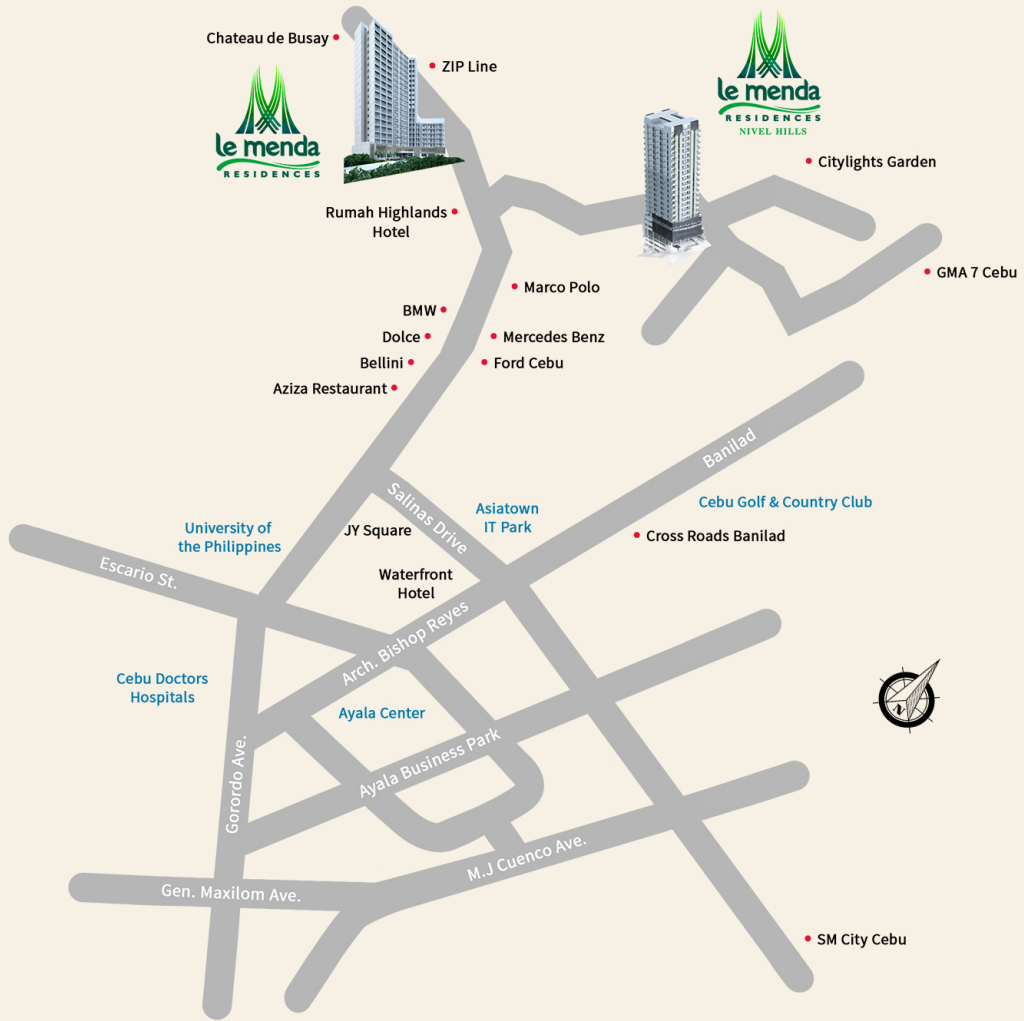 Chateau de Busay
ZIP Line
le menda
RESIDENCES
NIVEL HILLS
le menda
RESIDENCES
Citylights Garden
Rumah Highlands
Hotel
GMA 7 Cebu
Marco Polo
BMW
Dolce
Mercedes Benz
Bellini
Ford Cebu
Aziza Restaurant
Banilad
Salinas Drive
Asiatown
IT Park
Cebu Golf & Country Club
University of
the Philippines
JY Square
Cross Roads Banilad
Escario St.
Waterfront
Hotel
Arch. Bishop Reyes
Cebu Doctors
Hospitals
Ayala Center
N
Gorordo Ave.
Ayala Business Park
M.J Cuenco Ave.
Gen. Maxilom Ave.
SM City Cebu